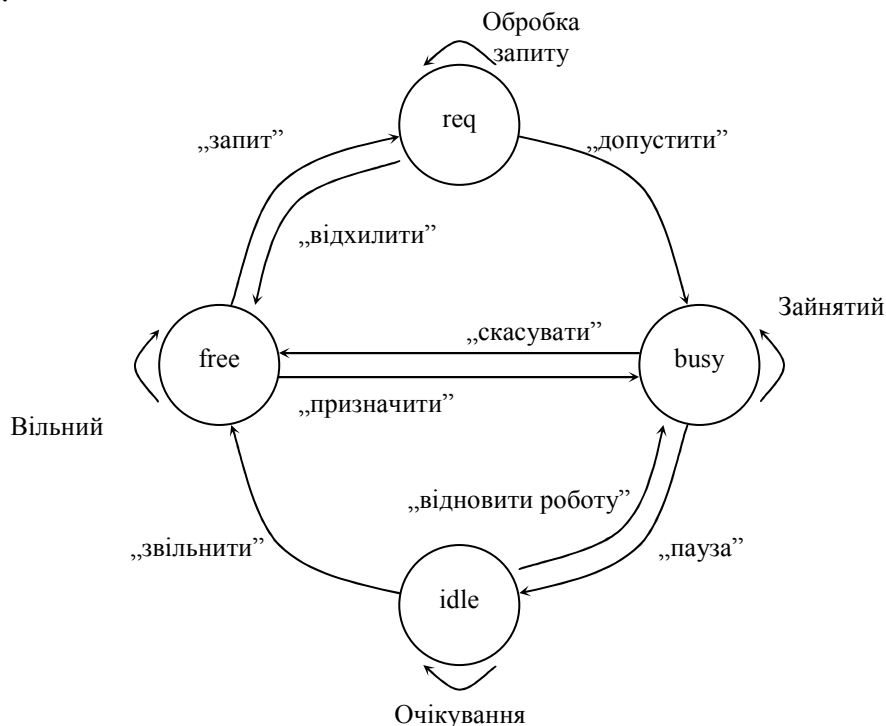 Обробка
запиту
req
„запит”
„допустити”
„відхилити”
Зайнятий
„скасувати”
free
busy
„призначити”
Вільний
„відновити роботу”
„звільнити”
„пауза”
idle
Очікування